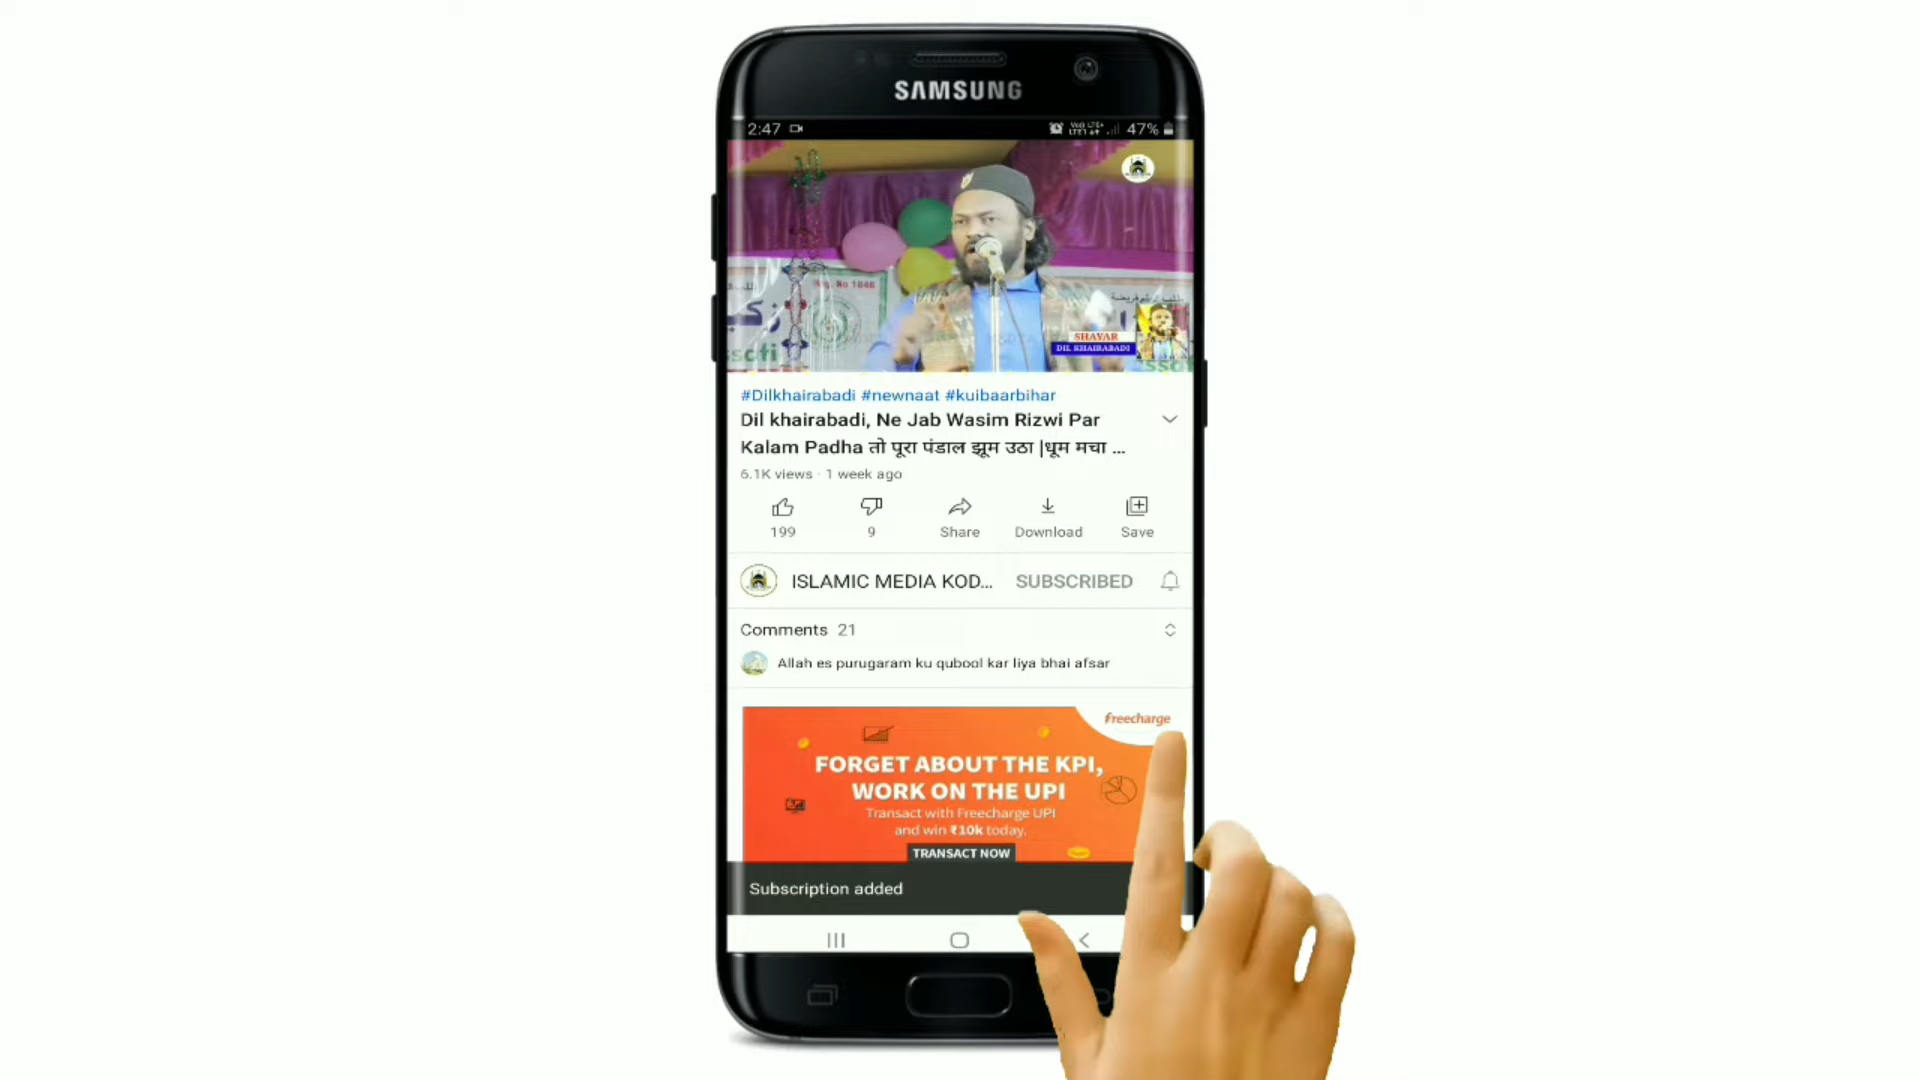 SAMSUNG
2:47
47%
Reg. No 1848
SHAYAR
DIL KHAIRABADI
#Dilkhairabadi #newnaat #kuibaarbihar
Dil khairabadi, Ne Jab Wasim Rizwi Par
Kalam Padha तो पूरा पंडाल झूम उठा |धूम मचा ...
6.1K views · 1 week ago
199
9
Share
Download
Save
ISLAMIC MEDIA KOD...
SUBSCRIBED
Comments 21
Allah es purugaram ku qubool kar liya bhai afsar
freecharge
FORGET ABOUT THE KPI,
WORK ON THE UPI
Transact with Freecharge UPI
and win ₹10k today.
TRANSACT NOW
Subscription added